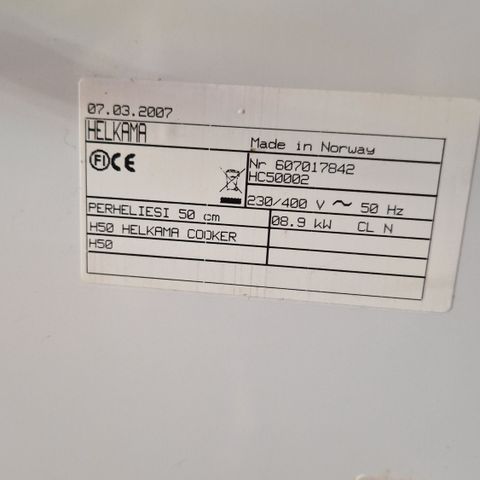 07.03.2007
HELKAMA
Made in Norway
FI CE
Nr 607017842
HC50002
230/400 V ~ 50 Hz
PERHELIESI 50 cm
08.9 kW CL N
H50 HELKAMA COOKER
H50